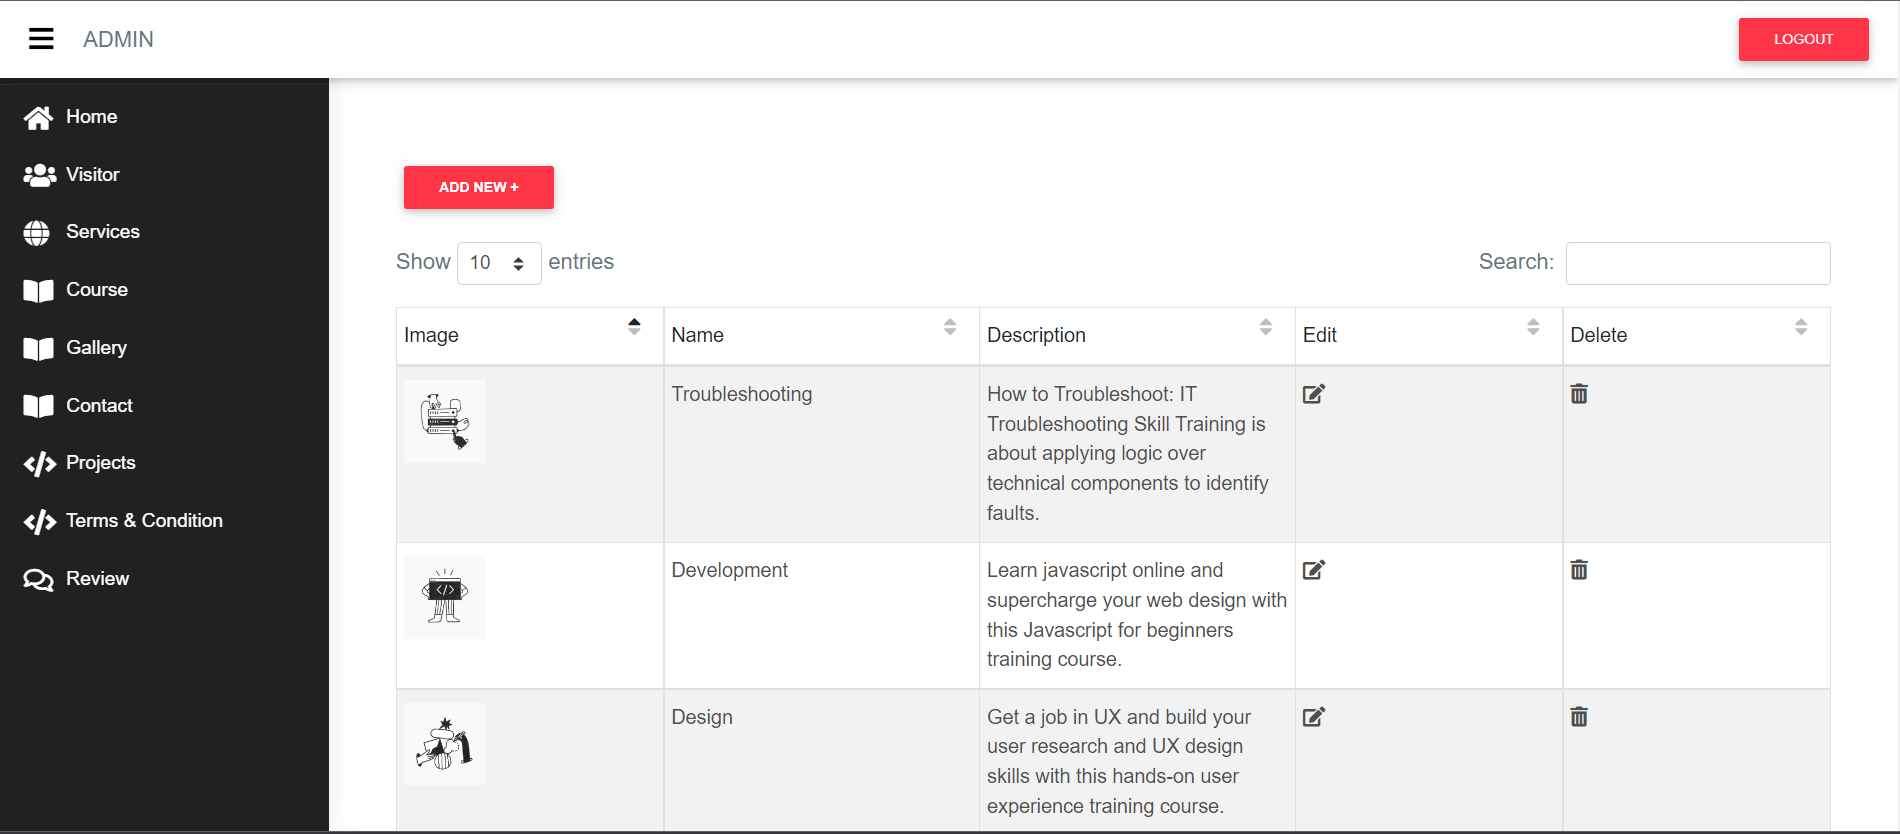 ADMIN
LOGOUT
Home
Visitor
Services
Course
Gallery
Contact
Projects
Terms & Condition
Review
ADD NEW +
Show 10 entries
Search:
Image Name Description Edit Delete
Troubleshooting
How to Troubleshoot: IT
Troubleshooting Skill Training is
about applying logic over
technical components to identify
faults.
Development
Learn javascript online and
supercharge your web design with
this Javascript for beginners
training course.
Design
Get a job in UX and build your
user research and UX design
skills with this hands-on user
experience training course.